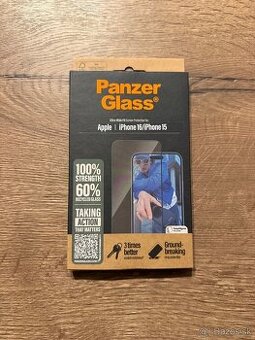 Panzer
Glass®
Apple | iPhone 16/iPhone 15
100%
STRENGTH
60%
RECYCLED GLASS
TAKING
ACTION
THAT MATTERS
3 times
better
Ground-
breaking